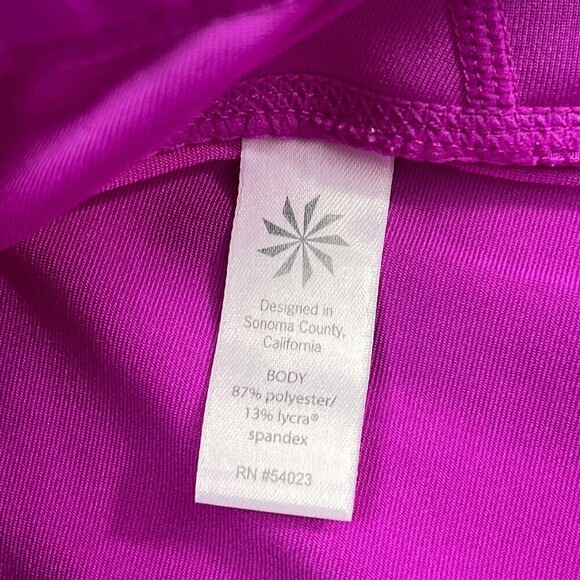 Designed in
Sonoma County,
California
BODY
87% polyester/
13% lycra®
spandex
RN #54023